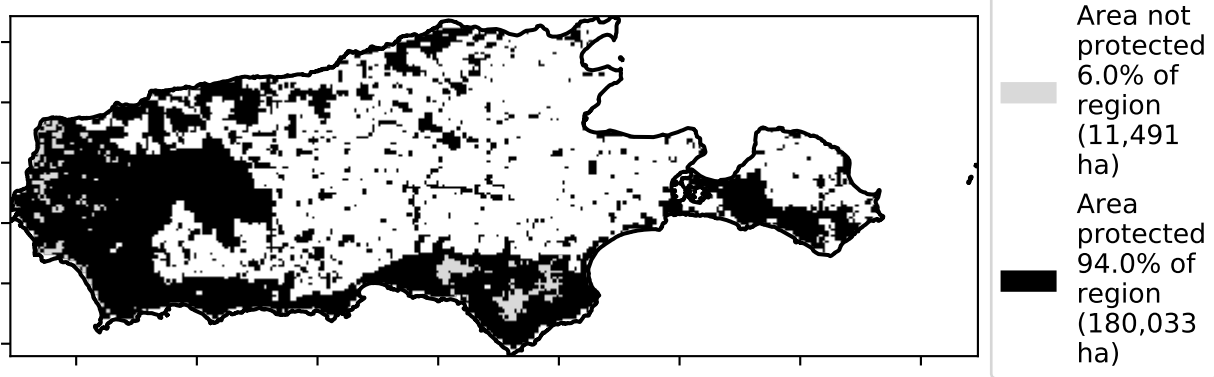 Area not
protected
6.0% of
region
(11,491
ha)
Area
protected
94.0% of
region
(180,033
ha)